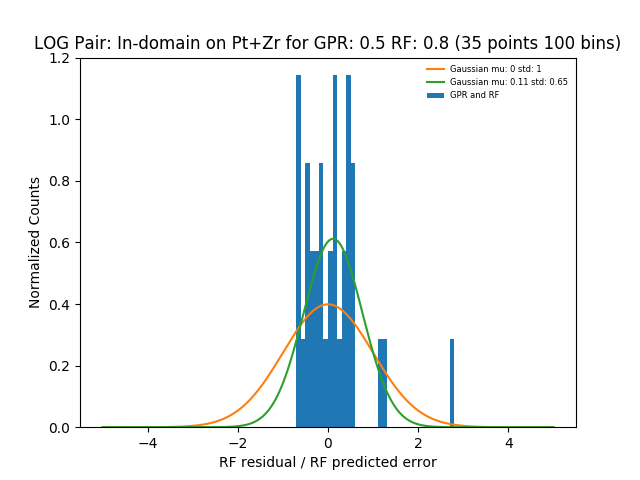 LOG Pair: In-domain on Pt+Zr for GPR: 0.5 RF: 0.8 (35 points 100 bins)
Gaussian mu: 0 std: 1
Gaussian mu: 0.11 std: 0.65
GPR and RF
Normalized Counts
1.2
1.0
0.8
0.6
0.4
0.2
0.0
−4 −2 0 2 4
RF residual / RF predicted error